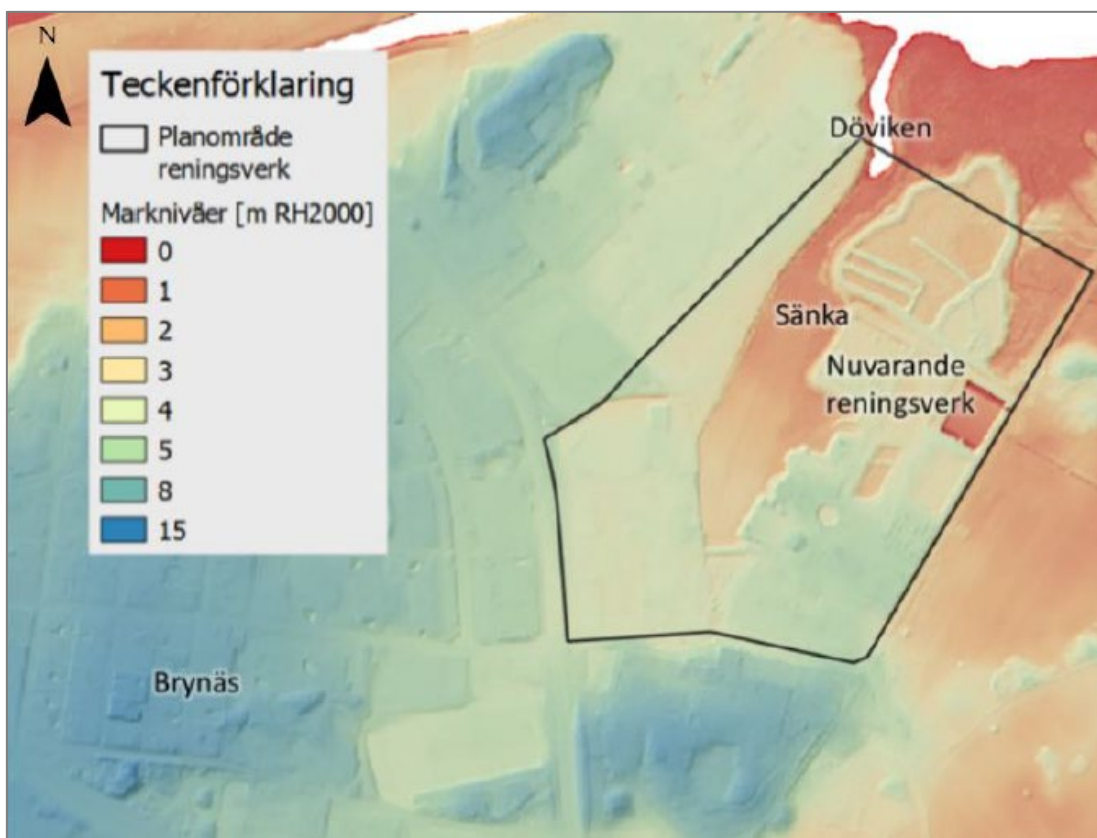 N
Teckenförklaring
Planområde
reningsverk
Marknivåer [m RH2000]
0
1
2
3
4
5
8
15
Döviken
Sänka
Nuvarande
reningsverk
Brynäs